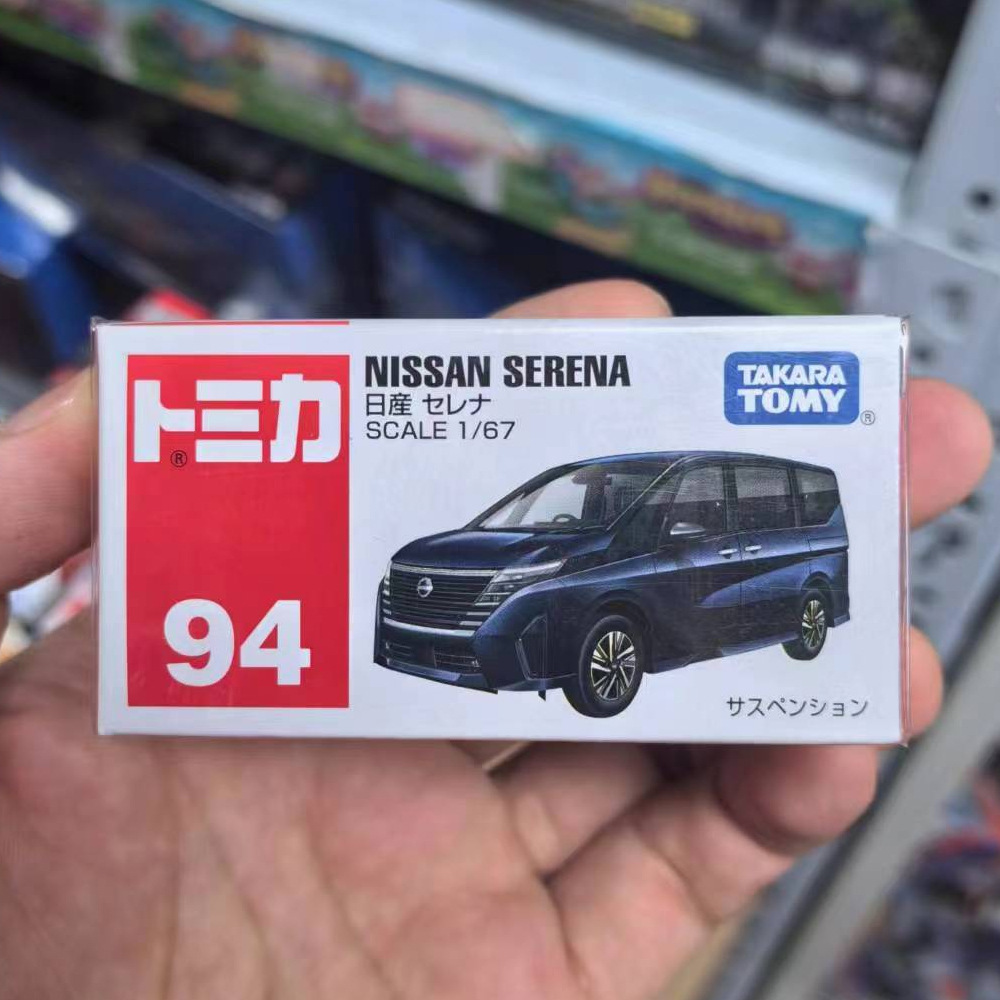 トミカ
®
94
NISSAN SERENA
日産 セレナ
SCALE 1/67
TAKARA
TOMY
®
サスペンション